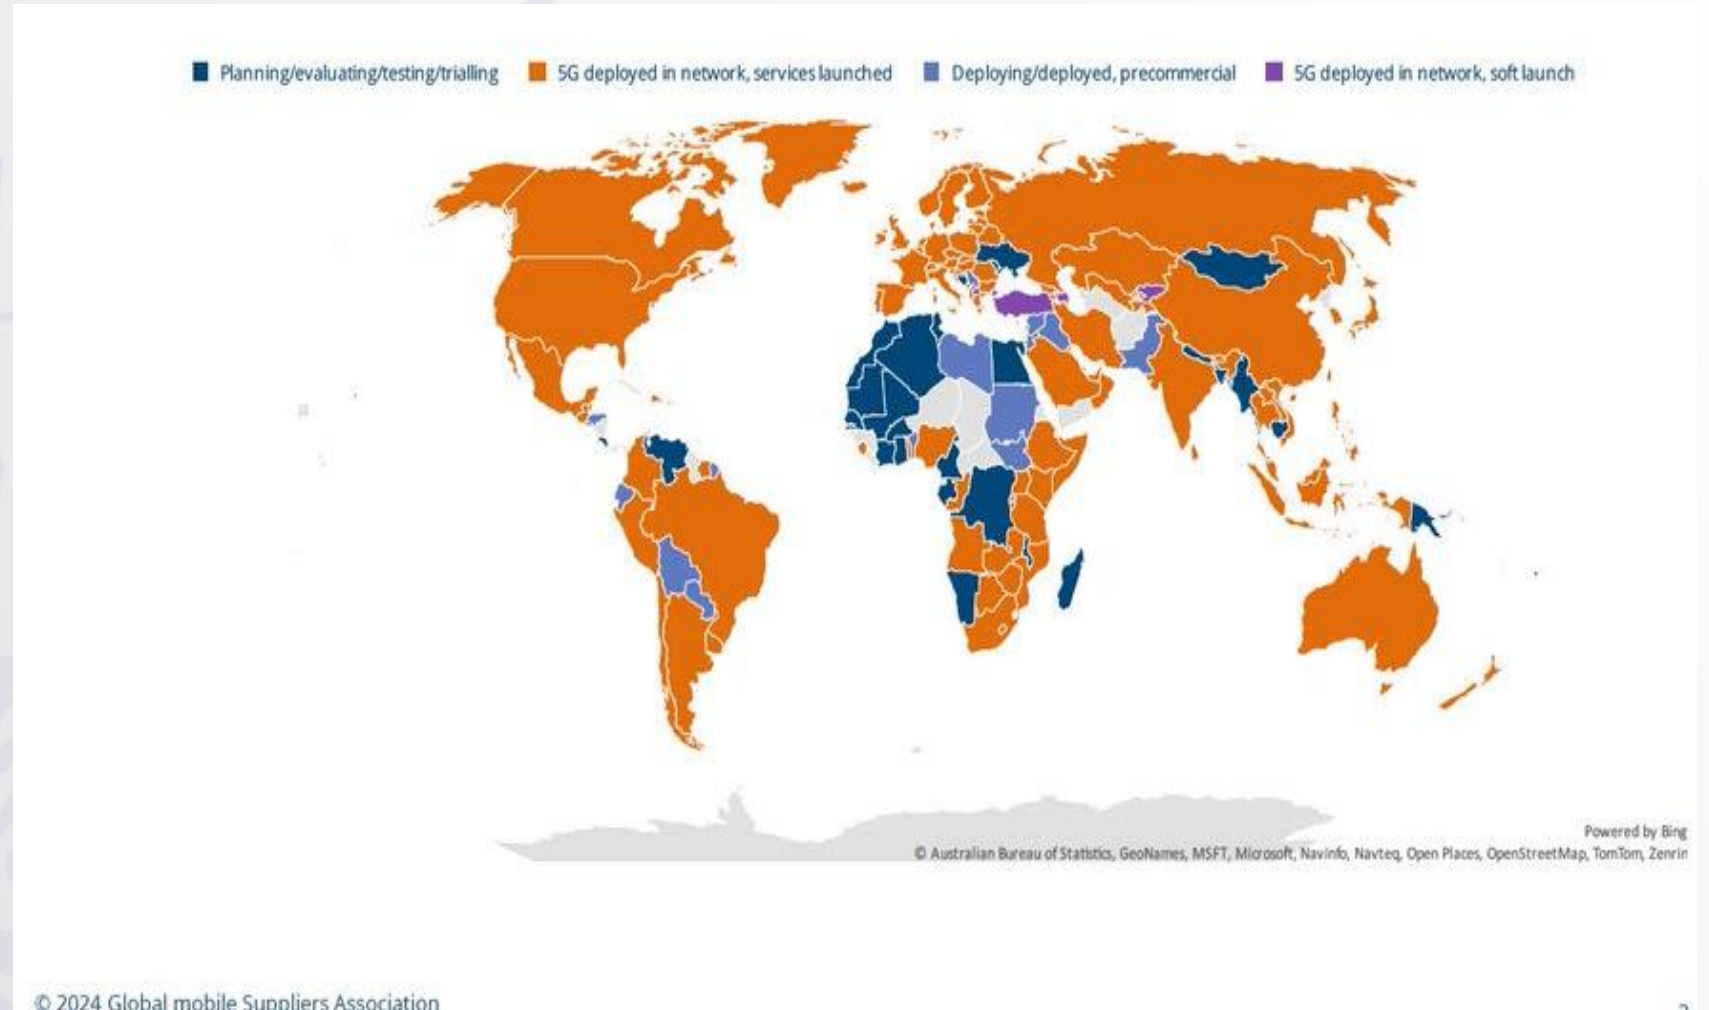 Planning/evaluating/testing/trialling 5G deployed in network, services launched Deploying/deployed, precommercial 5G deployed in network, soft launch
Powered by Bing
© Australian Bureau of Statistics, GeoNames, MSFT, Microsoft, Navinfo, Navteq, Open Places, OpenStreetMap, TomTom, Zenrin
© 2024 Global mobile Suppliers Association